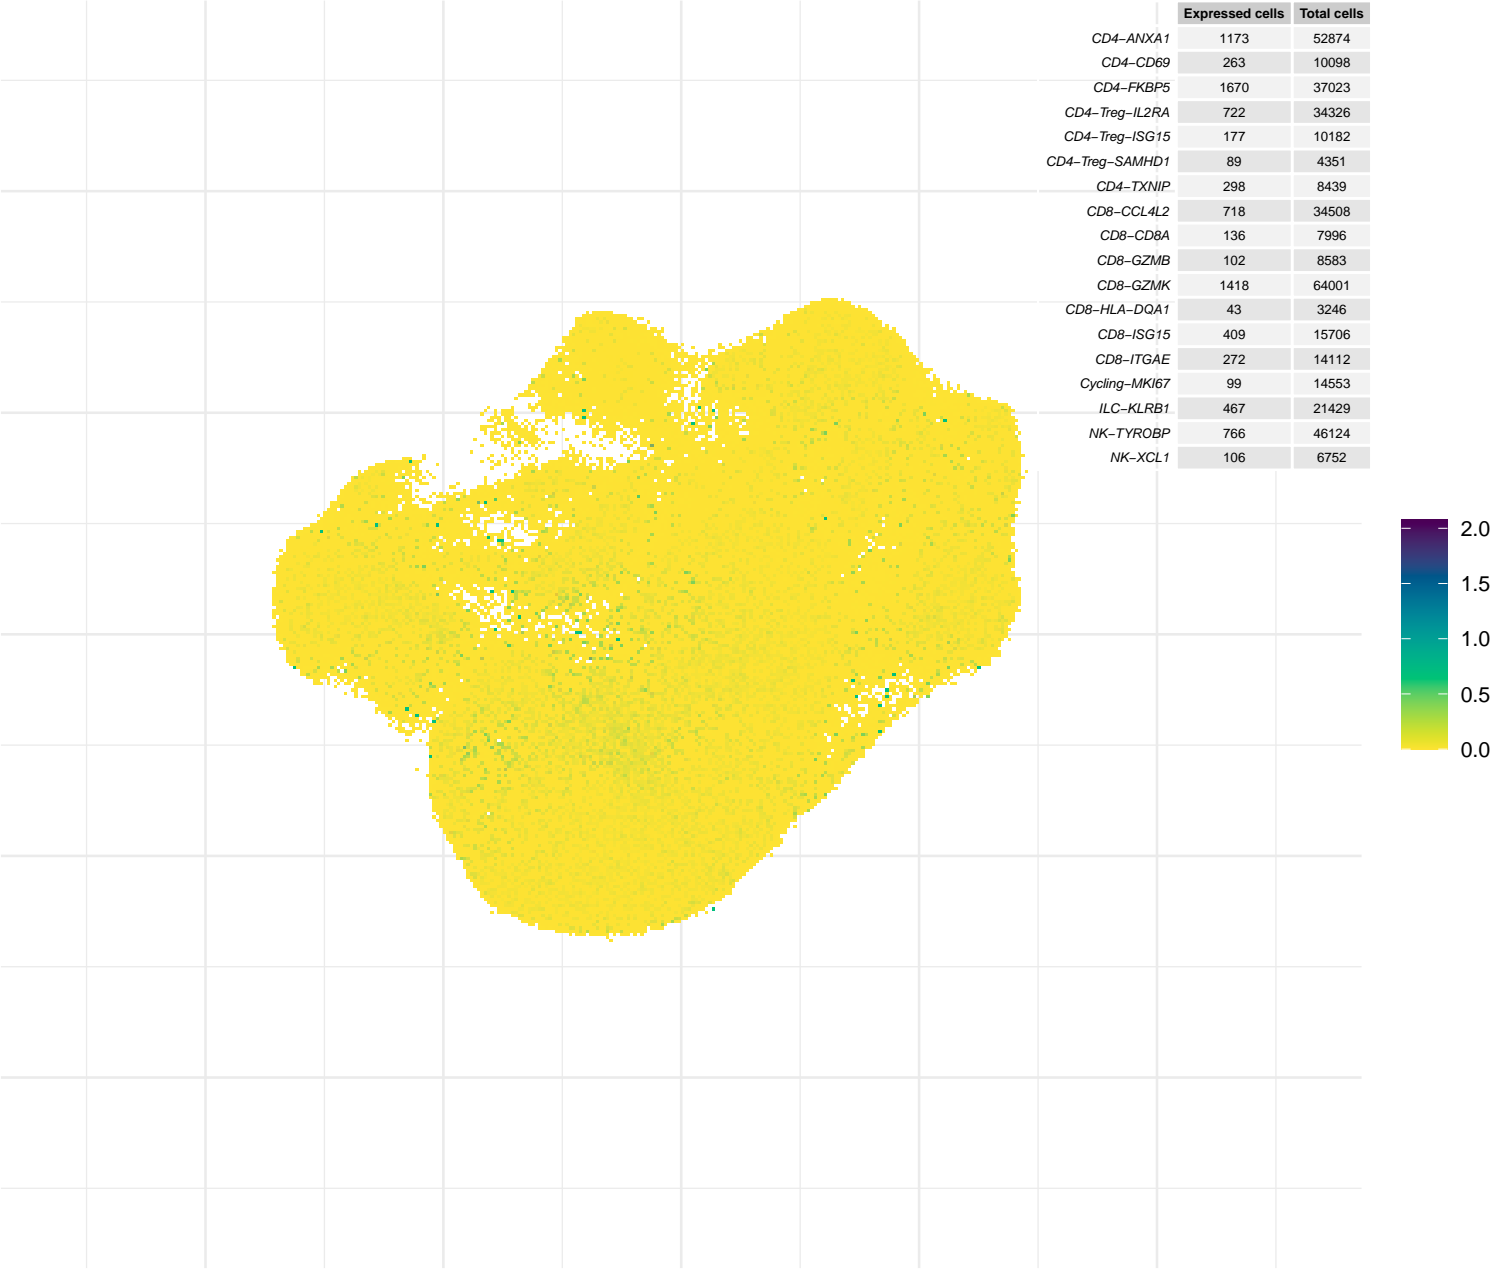 Expressed cells Total cells
CD4−ANXA1 1173 52874
CD4−CD69 263 10098
CD4−FKBP5 1670 37023
CD4−Treg−IL2RA 722 34326
CD4−Treg−ISG15 177 10182
CD4−Treg−SAMHD1 89 4351
CD4−TXNIP 298 8439
CD8−CCL4L2 718 34508
CD8−CD8A 136 7996
CD8−GZMB 102 8583
CD8−GZMK 1418 64001
CD8−HLA−DQA1 43 3246
CD8−ISG15 409 15706
CD8−ITGAE 272 14112
Cycling−MKI67 99 14553
ILC−KLRB1 467 21429
NK−TYROBP 766 46124
NK−XCL1 106 6752
2.0
1.5
1.0
0.5
0.0